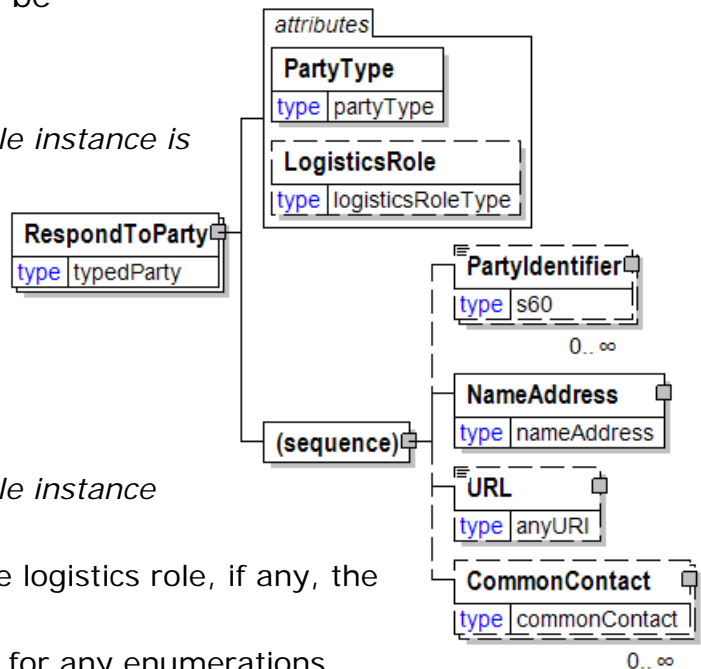 be
attributes
PartyType
type partyType
le instance is
LogisticsRole
type logisticsRoleType
RespondToParty
type typedParty
PartyIdentifier
type s60
0.. ∞
NameAddress
type nameAddress
(sequence)
URL
type anyURI
le instance
CommonContact
type commonContact
e logistics role, if any, the
0.. ∞
for any enumerations